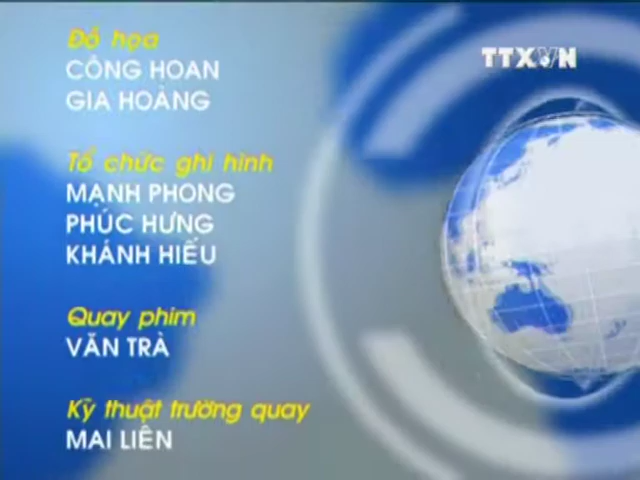 Đồ họa
CÔNG HOAN
GIA HOÀNG
TTXVN
Tổ chức ghi hình
MẠNH PHONG
PHÚC HƯNG
KHÁNH HIẾU
Quay phim
VĂN TRÀ
Kỹ thuật trường quay
MAI LIÊN